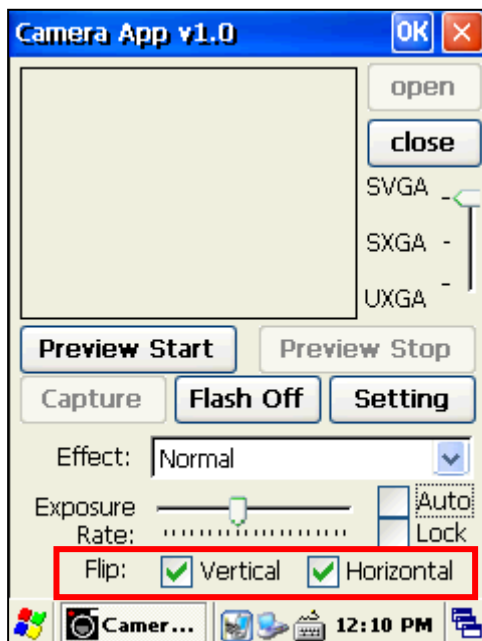 Camera App v1.0 OK
open
close
SVGA
SXGA
UXGA
Preview Start Preview Stop
Capture Flash Off Setting
Effect: Normal
Exposure Rate: Auto
Lock
Flip: Vertical Horizontal
Camer... 12:10 PM